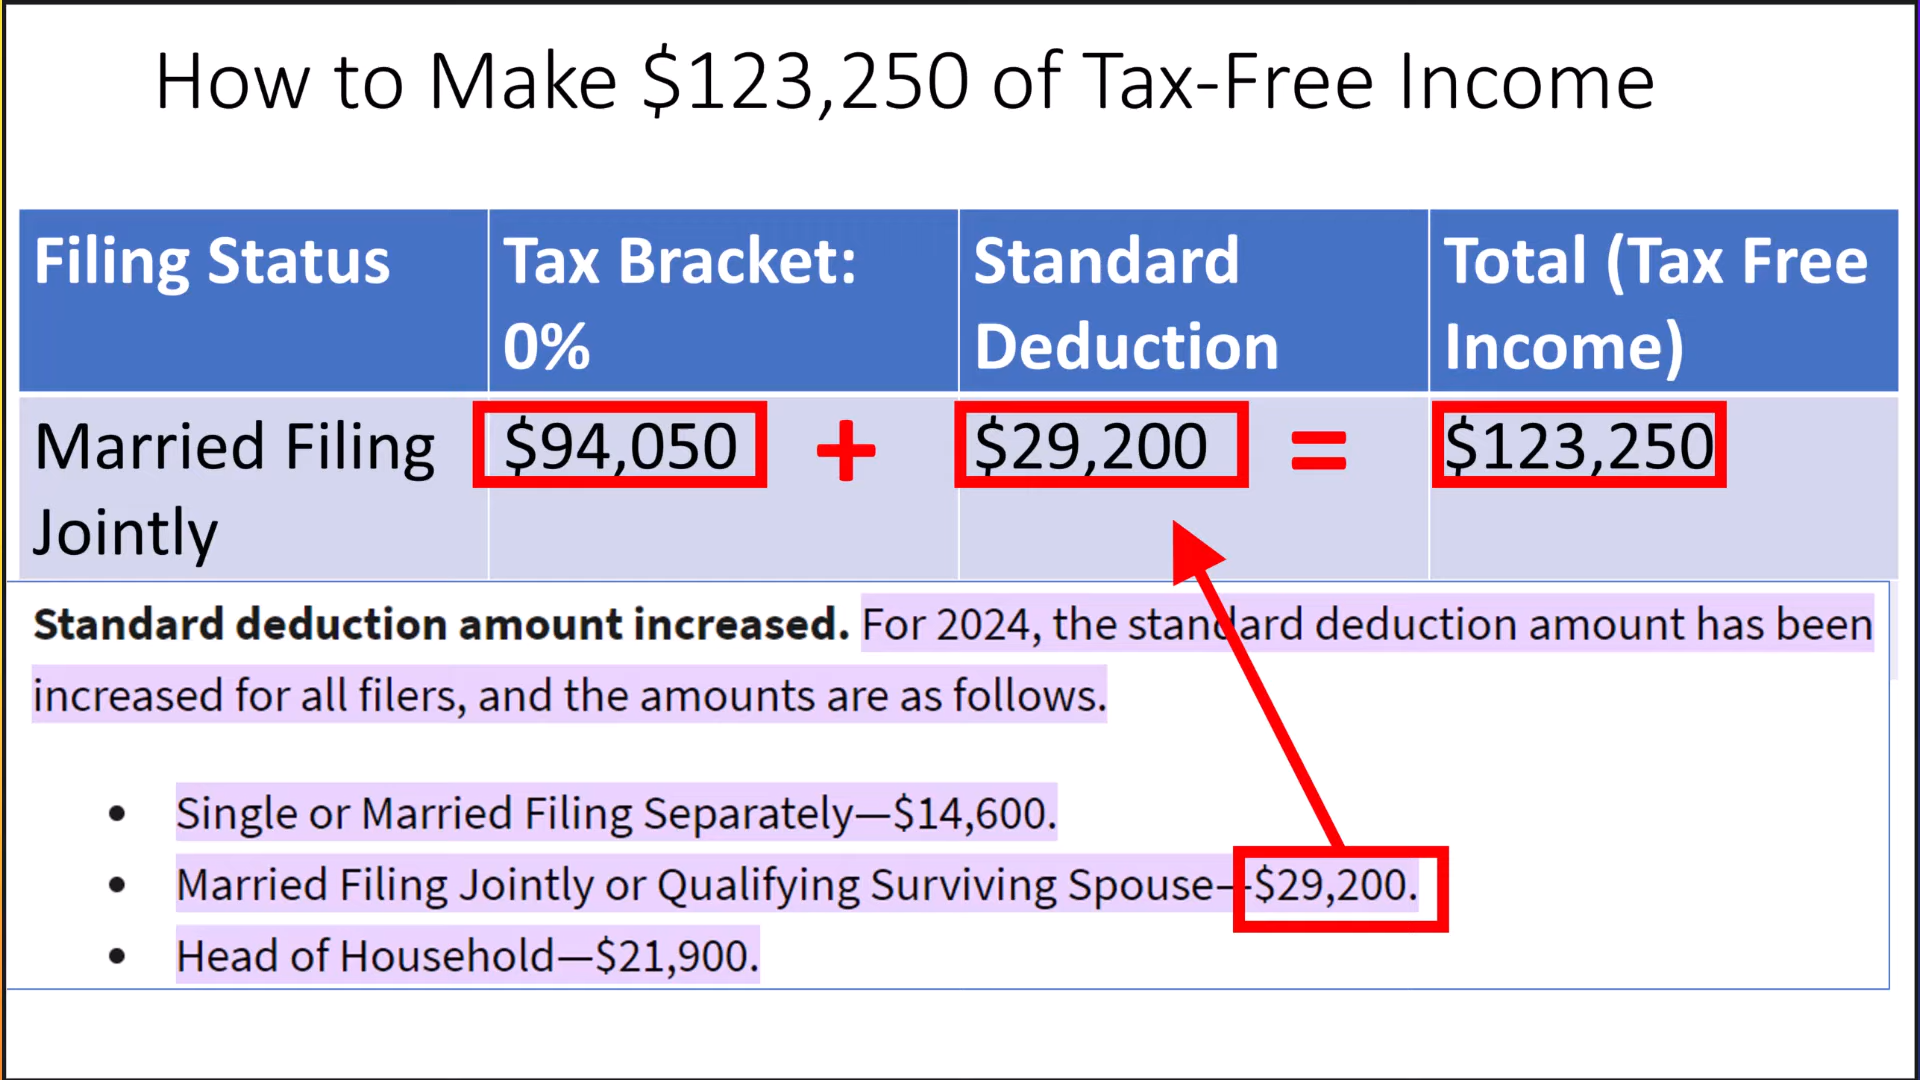 How to Make $123,250 of Tax-Free Income
Filing Status
Tax Bracket:
0%
Standard
Deduction
Total (Tax Free
Income)
Married Filing
Jointly
$94,050
+
$29,200
=
$123,250
Standard deduction amount increased. For 2024, the standard deduction amount has been
increased for all filers, and the amounts are as follows.
• Single or Married Filing Separately—$14,600.
• Married Filing Jointly or Qualifying Surviving Spouse—$29,200.
• Head of Household—$21,900.